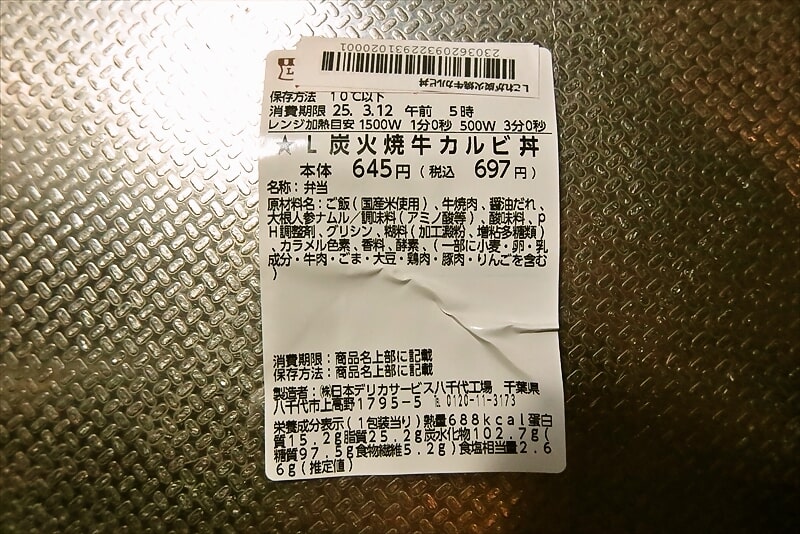 2303620932293102​0001
Lこれが炭火焼牛カルビ丼
保存方法 10℃以下
消費期限 25. 3.12 午前 5時
レンジ加熱目安 1500W 1分0秒 500W 3分0秒
☆ L 炭火焼牛カルビ丼
本体 645円(税込 697円)
名称:弁当
原材料名:ご飯(国産米使用)、牛焼肉、醤油だれ、
大根人参ナムル/調味料(アミノ酸等)、酸味料、p
H調整剤、グリシン、糊料(加工澱粉、増粘多糖類)
、カラメル色素、香料、酵素、(一部に小麦・卵・乳
成分・牛肉・ごま・大豆・鶏肉・豚肉・りんごを含む
)
消費期限:商品名上部に記載
保存方法:商品名上部に記載
製造者:㈱日本デリカサービス八千代工場 千葉県
八千代市上高野1795-5 ℡ 0120-11-3173
栄養成分表示(1包装当り)熱量688kcal蛋白
質15.2g脂質25.2g炭水化物102.7g(
糖質97.5g食物繊維5.2g)食塩相当量2.6
6g(推定値)